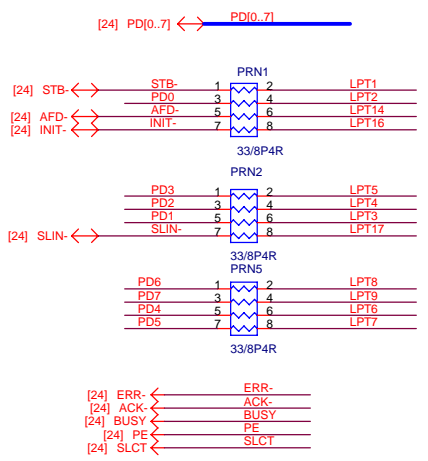 [24] PD[0..7] PD[0..7]
PRN1
[24] STB- STB- 1 2 LPT1
PD0 3 4 LPT2
[24] AFD- AFD- 5 6 LPT14
[24] INIT- INIT- 7 8 LPT16
33/8P4R
PRN2
PD3 1 2 LPT5
PD2 3 4 LPT4
PD1 5 6 LPT3
[24] SLIN- SLIN- 7 8 LPT17
33/8P4R
PRN5
PD6 1 2 LPT8
PD7 3 4 LPT9
PD4 5 6 LPT6
PD5 7 8 LPT7
33/8P4R
[24] ERR- ERR-
[24] ACK- ACK-
[24] BUSY BUSY
[24] PE PE
[24] SLCT SLCT